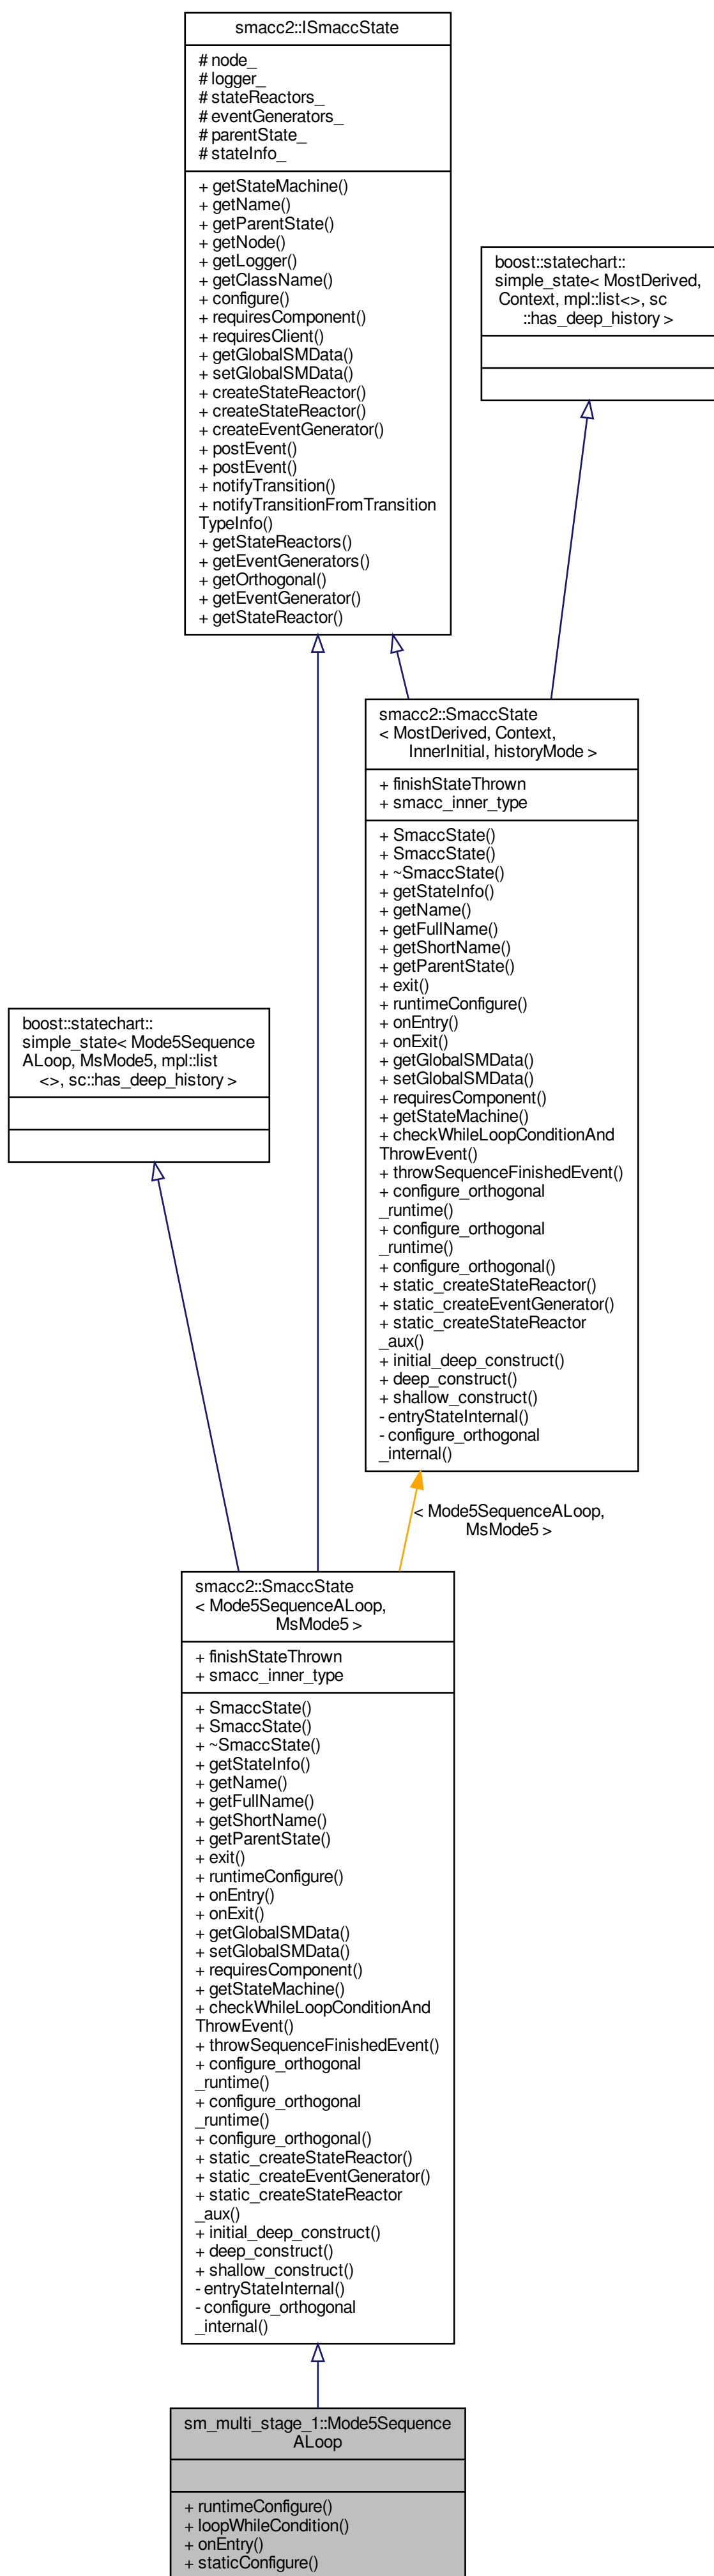 smacc2::ISmaccState
# node_
# logger_
# stateReactors_
# eventGenerators_
# parentState_
# stateInfo_
+ getStateMachine()
+ getName()
+ getParentState()
+ getNode()
+ getLogger()
+ getClassName()
+ configure()
+ requiresComponent()
+ requiresClient()
+ getGlobalSMData()
+ setGlobalSMData()
+ createStateReactor()
+ createStateReactor()
+ createEventGenerator()
+ postEvent()
+ postEvent()
+ notifyTransition()
+ notifyTransitionFromTransition
TypeInfo()
+ getStateReactors()
+ getEventGenerators()
+ getOrthogonal()
+ getEventGenerator()
+ getStateReactor()
boost::statechart::
simple_state< MostDerived,
Context, mpl::list<>, sc
::has_deep_history >
smacc2::SmaccState
< MostDerived, Context,
InnerInitial, historyMode >
+ finishStateThrown
+ smacc_inner_type
+ SmaccState()
+ SmaccState()
+ ~SmaccState()
+ getStateInfo()
+ getName()
+ getFullName()
+ getShortName()
+ getParentState()
+ exit()
+ runtimeConfigure()
+ onEntry()
+ onExit()
+ getGlobalSMData()
+ setGlobalSMData()
+ requiresComponent()
+ getStateMachine()
+ checkWhileLoopConditionAnd
ThrowEvent()
+ throwSequenceFinishedEvent()
+ configure_orthogonal
_runtime()
+ configure_orthogonal
_runtime()
+ configure_orthogonal()
+ static_createStateReactor()
+ static_createEventGenerator()
+ static_createStateReactor
_aux()
+ initial_deep_construct()
+ deep_construct()
+ shallow_construct()
- entryStateInternal()
- configure_orthogonal
_internal()
boost::statechart::
simple_state< Mode5Sequence
ALoop, MsMode5, mpl::list
<>, sc::has_deep_history >
< Mode5SequenceALoop,
MsMode5 >
smacc2::SmaccState
< Mode5SequenceALoop,
MsMode5 >
+ finishStateThrown
+ smacc_inner_type
+ SmaccState()
+ SmaccState()
+ ~SmaccState()
+ getStateInfo()
+ getName()
+ getFullName()
+ getShortName()
+ getParentState()
+ exit()
+ runtimeConfigure()
+ onEntry()
+ onExit()
+ getGlobalSMData()
+ setGlobalSMData()
+ requiresComponent()
+ getStateMachine()
+ checkWhileLoopConditionAnd
ThrowEvent()
+ throwSequenceFinishedEvent()
+ configure_orthogonal
_runtime()
+ configure_orthogonal
_runtime()
+ configure_orthogonal()
+ static_createStateReactor()
+ static_createEventGenerator()
+ static_createStateReactor
_aux()
+ initial_deep_construct()
+ deep_construct()
+ shallow_construct()
- entryStateInternal()
- configure_orthogonal
_internal()
sm_multi_stage_1::Mode5Sequence
ALoop
+ runtimeConfigure()
+ loopWhileCondition()
+ onEntry()
+ staticConfigure()